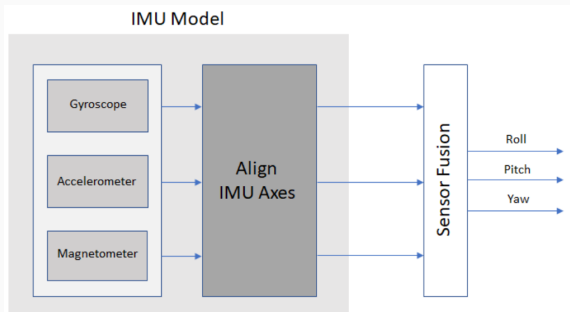 IMU Model
Gyroscope
Accelerometer
Magnetometer
Align
IMU Axes
Sensor Fusion
Roll
Pitch
Yaw